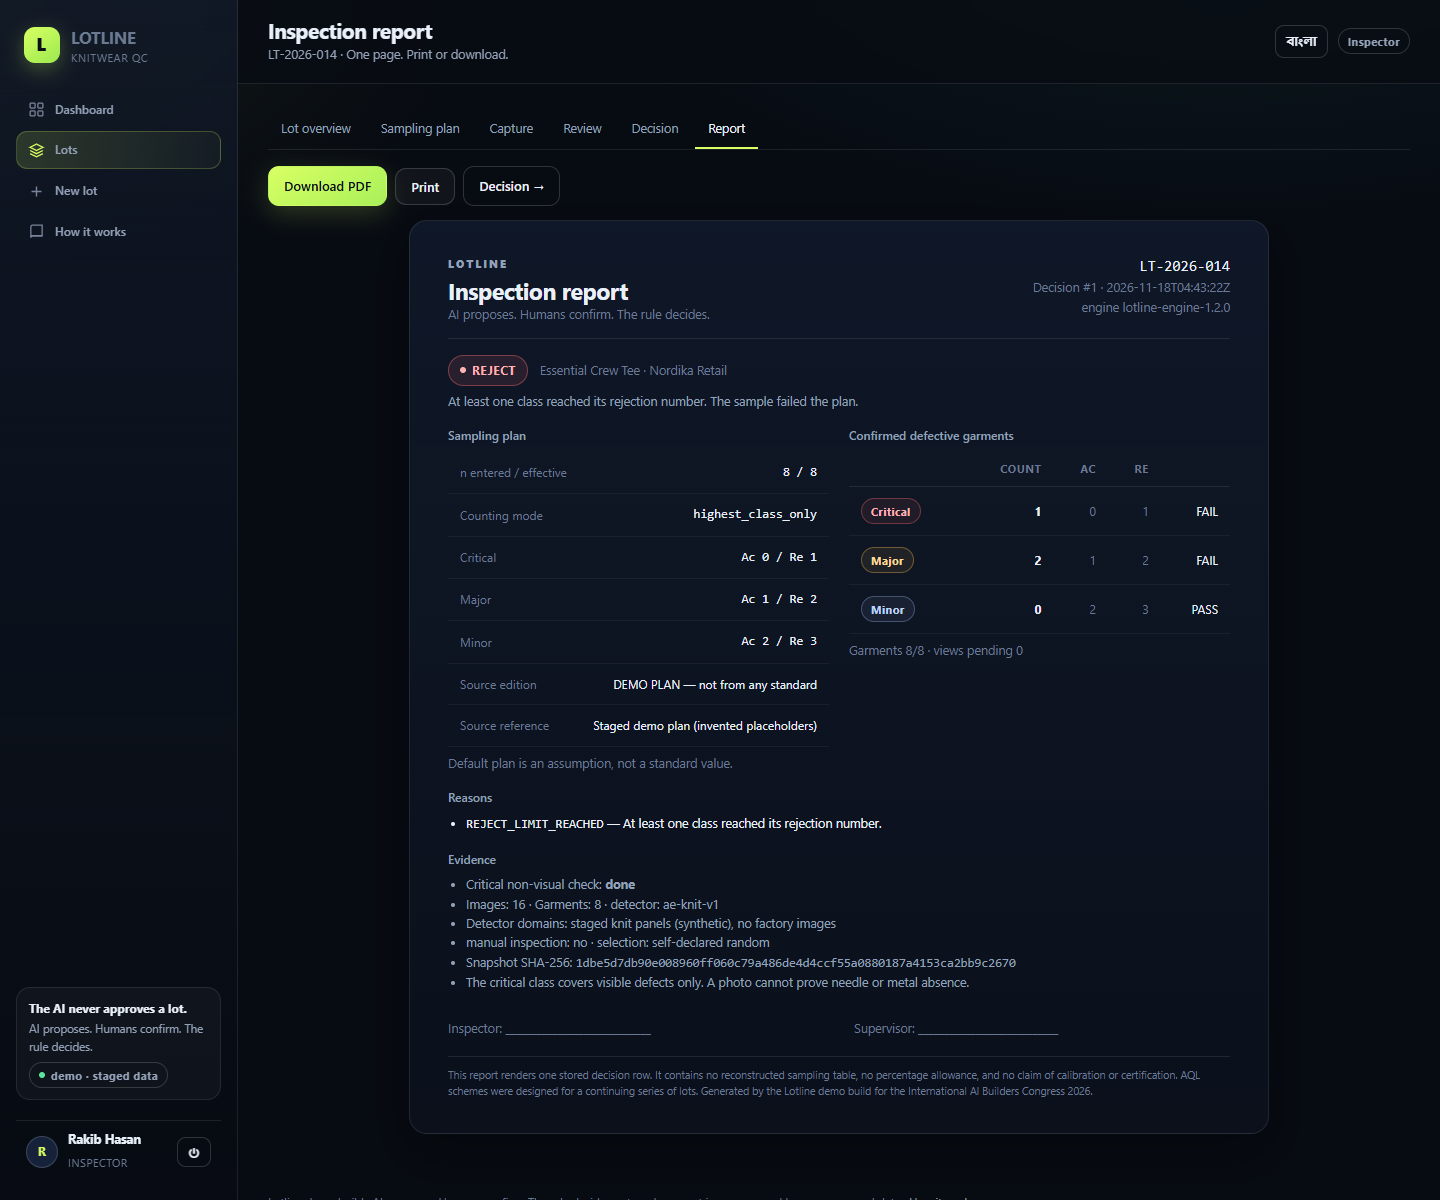 L
LOTLINE
KNITWEAR QC
Dashboard
Lots
New lot
How it works
The AI never approves a lot.
AI proposes. Humans confirm. The
rule decides.
demo · staged data
R
Rakib Hasan
INSPECTOR
Inspection report
LT-2026-014 · One page. Print or download.
বাংলা
Inspector
Lot overview
Sampling plan
Capture
Review
Decision
Report
Download PDF
Print
Decision →
LOTLINE
Inspection report
AI proposes. Humans confirm. The rule decides.
LT-2026-014
Decision #1 · 2026-11-18T04:43:22Z
engine lotline-engine-1.2.0
REJECT
Essential Crew Tee · Nordika Retail
At least one class reached its rejection number. The sample failed the plan.
Sampling plan
n entered / effective 8 / 8
Counting mode highest_class_only
Critical Ac 0 / Re 1
Major Ac 1 / Re 2
Minor Ac 2 / Re 3
Source edition DEMO PLAN — not from any standard
Source reference Staged demo plan (invented placeholders)
Default plan is an assumption, not a standard value.
Confirmed defective garments
COUNT AC RE
Critical 1 0 1 FAIL
Major 2 1 2 FAIL
Minor 0 2 3 PASS
Garments 8/8 · views pending 0
Reasons
• REJECT_LIMIT_REACHED — At least one class reached its rejection number.
Evidence
• Critical non-visual check: done
• Images: 16 · Garments: 8 · detector: ae-knit-v1
• Detector domains: staged knit panels (synthetic), no factory images
• manual inspection: no · selection: self-declared random
• Snapshot SHA-256: 1dbe5d7db90e008960ff060c79a486de4d4ccf55a0880187a4153ca2bb9c2670
• The critical class covers visible defects only. A photo cannot prove needle or metal absence.
Inspector: ______________________
Supervisor: ______________________
This report renders one stored decision row. It contains no reconstructed sampling table, no percentage allowance, and no claim of calibration or certification. AQL
schemes were designed for a continuing series of lots. Generated by the Lotline demo build for the International AI Builders Congress 2026.